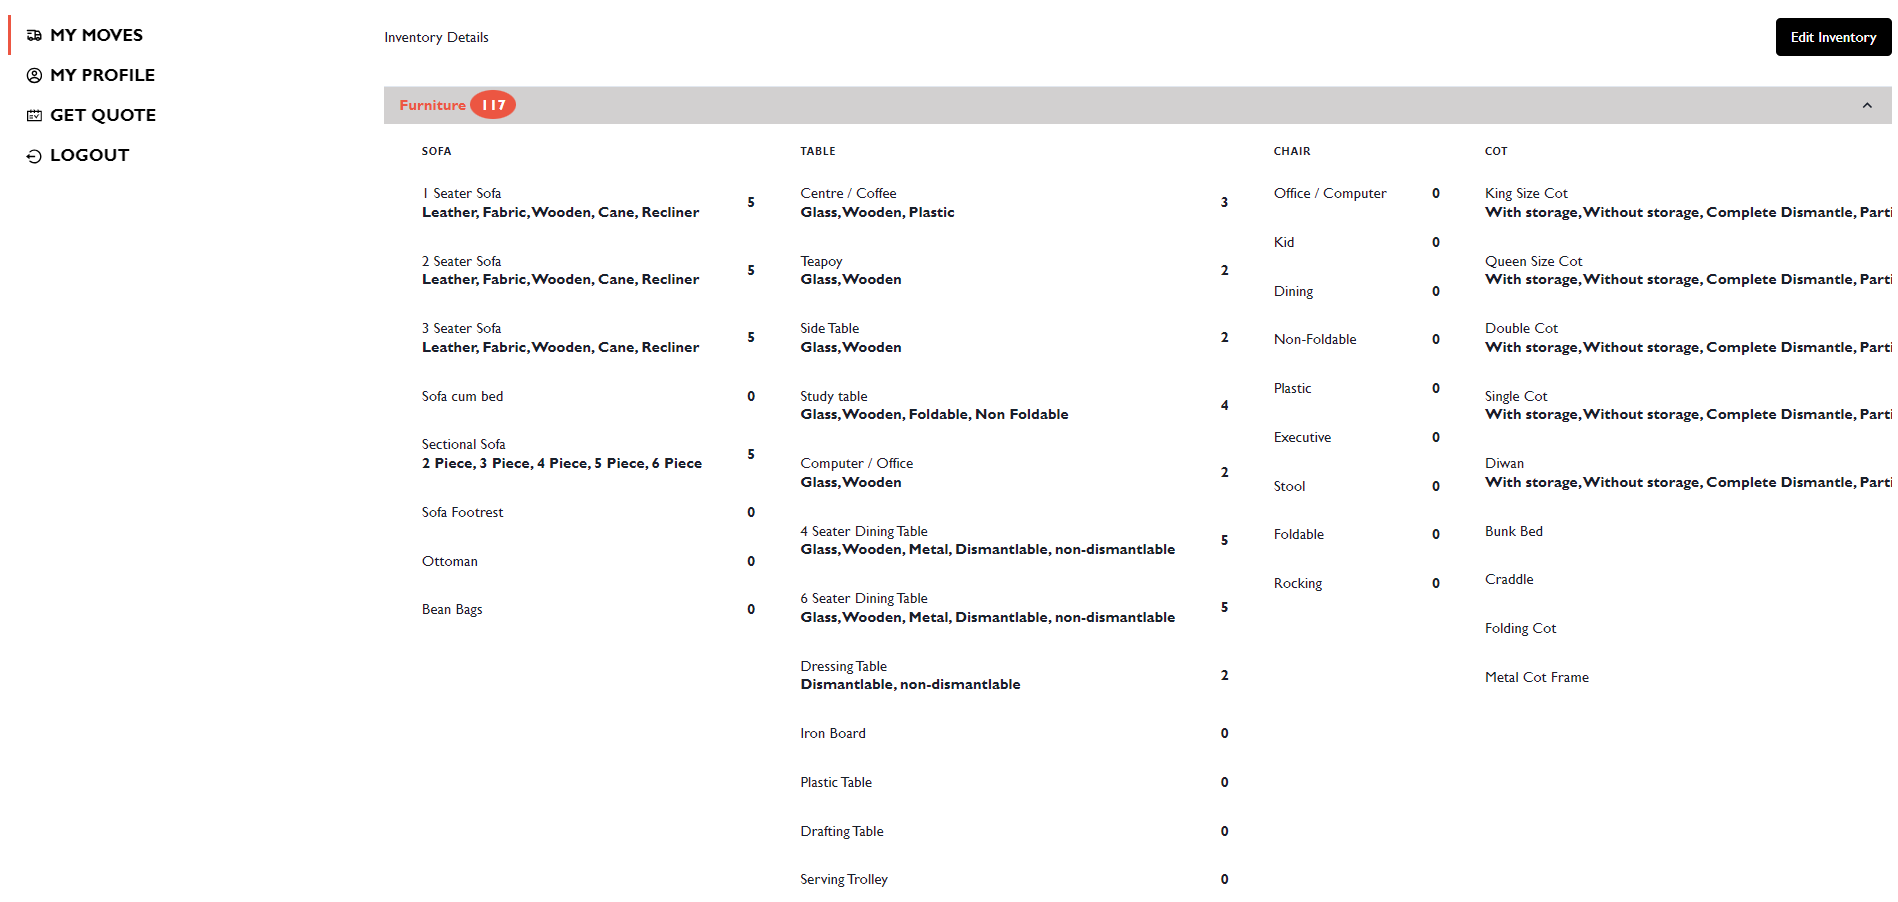 MY MOVES
MY PROFILE
GET QUOTE
LOGOUT
Inventory Details
Edit Inventory
Furniture 117
SOFA
1 Seater Sofa
Leather, Fabric, Wooden, Cane, Recliner
5
2 Seater Sofa
Leather, Fabric, Wooden, Cane, Recliner
5
3 Seater Sofa
Leather, Fabric, Wooden, Cane, Recliner
5
Sofa cum bed
0
Sectional Sofa
2 Piece, 3 Piece, 4 Piece, 5 Piece, 6 Piece
5
Sofa Footrest
0
Ottoman
0
Bean Bags
0
TABLE
Centre / Coffee
Glass, Wooden, Plastic
3
Teapoy
Glass, Wooden
2
Side Table
Glass, Wooden
2
Study table
Glass, Wooden, Foldable, Non Foldable
4
Computer / Office
Glass, Wooden
2
4 Seater Dining Table
Glass, Wooden, Metal, Dismantlable, non-dismantlable
5
6 Seater Dining Table
Glass, Wooden, Metal, Dismantlable, non-dismantlable
5
Dressing Table
Dismantlable, non-dismantlable
2
Iron Board
0
Plastic Table
0
Drafting Table
0
Serving Trolley
0
CHAIR
Office / Computer
0
Kid
0
Dining
0
Non-Foldable
0
Plastic
0
Executive
0
Stool
0
Foldable
0
Rocking
0
COT
King Size Cot
With storage, Without storage, Complete Dismantle, Parti
Queen Size Cot
With storage, Without storage, Complete Dismantle, Parti
Double Cot
With storage, Without storage, Complete Dismantle, Parti
Single Cot
With storage, Without storage, Complete Dismantle, Parti
Diwan
With storage, Without storage, Complete Dismantle, Parti
Bunk Bed
Craddle
Folding Cot
Metal Cot Frame